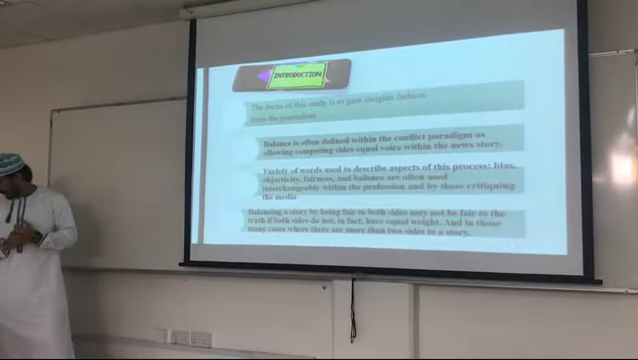 INTRODUCTION
The focus of this study is to gain insights fashion
from the journalism
Balance is often defined within the conflict paradigm as
allowing competing sides equal voice within the news story.
Variety of words used to describe aspects of this process: bias,
objectivity, fairness, and balance are often used
interchangeably within the profession and by those critiquing
the media
Balancing a story by being fair to both sides may not be fair to the
truth if both sides do not, in fact, have equal weight. And in those
many cases where there are more than two sides to a story.